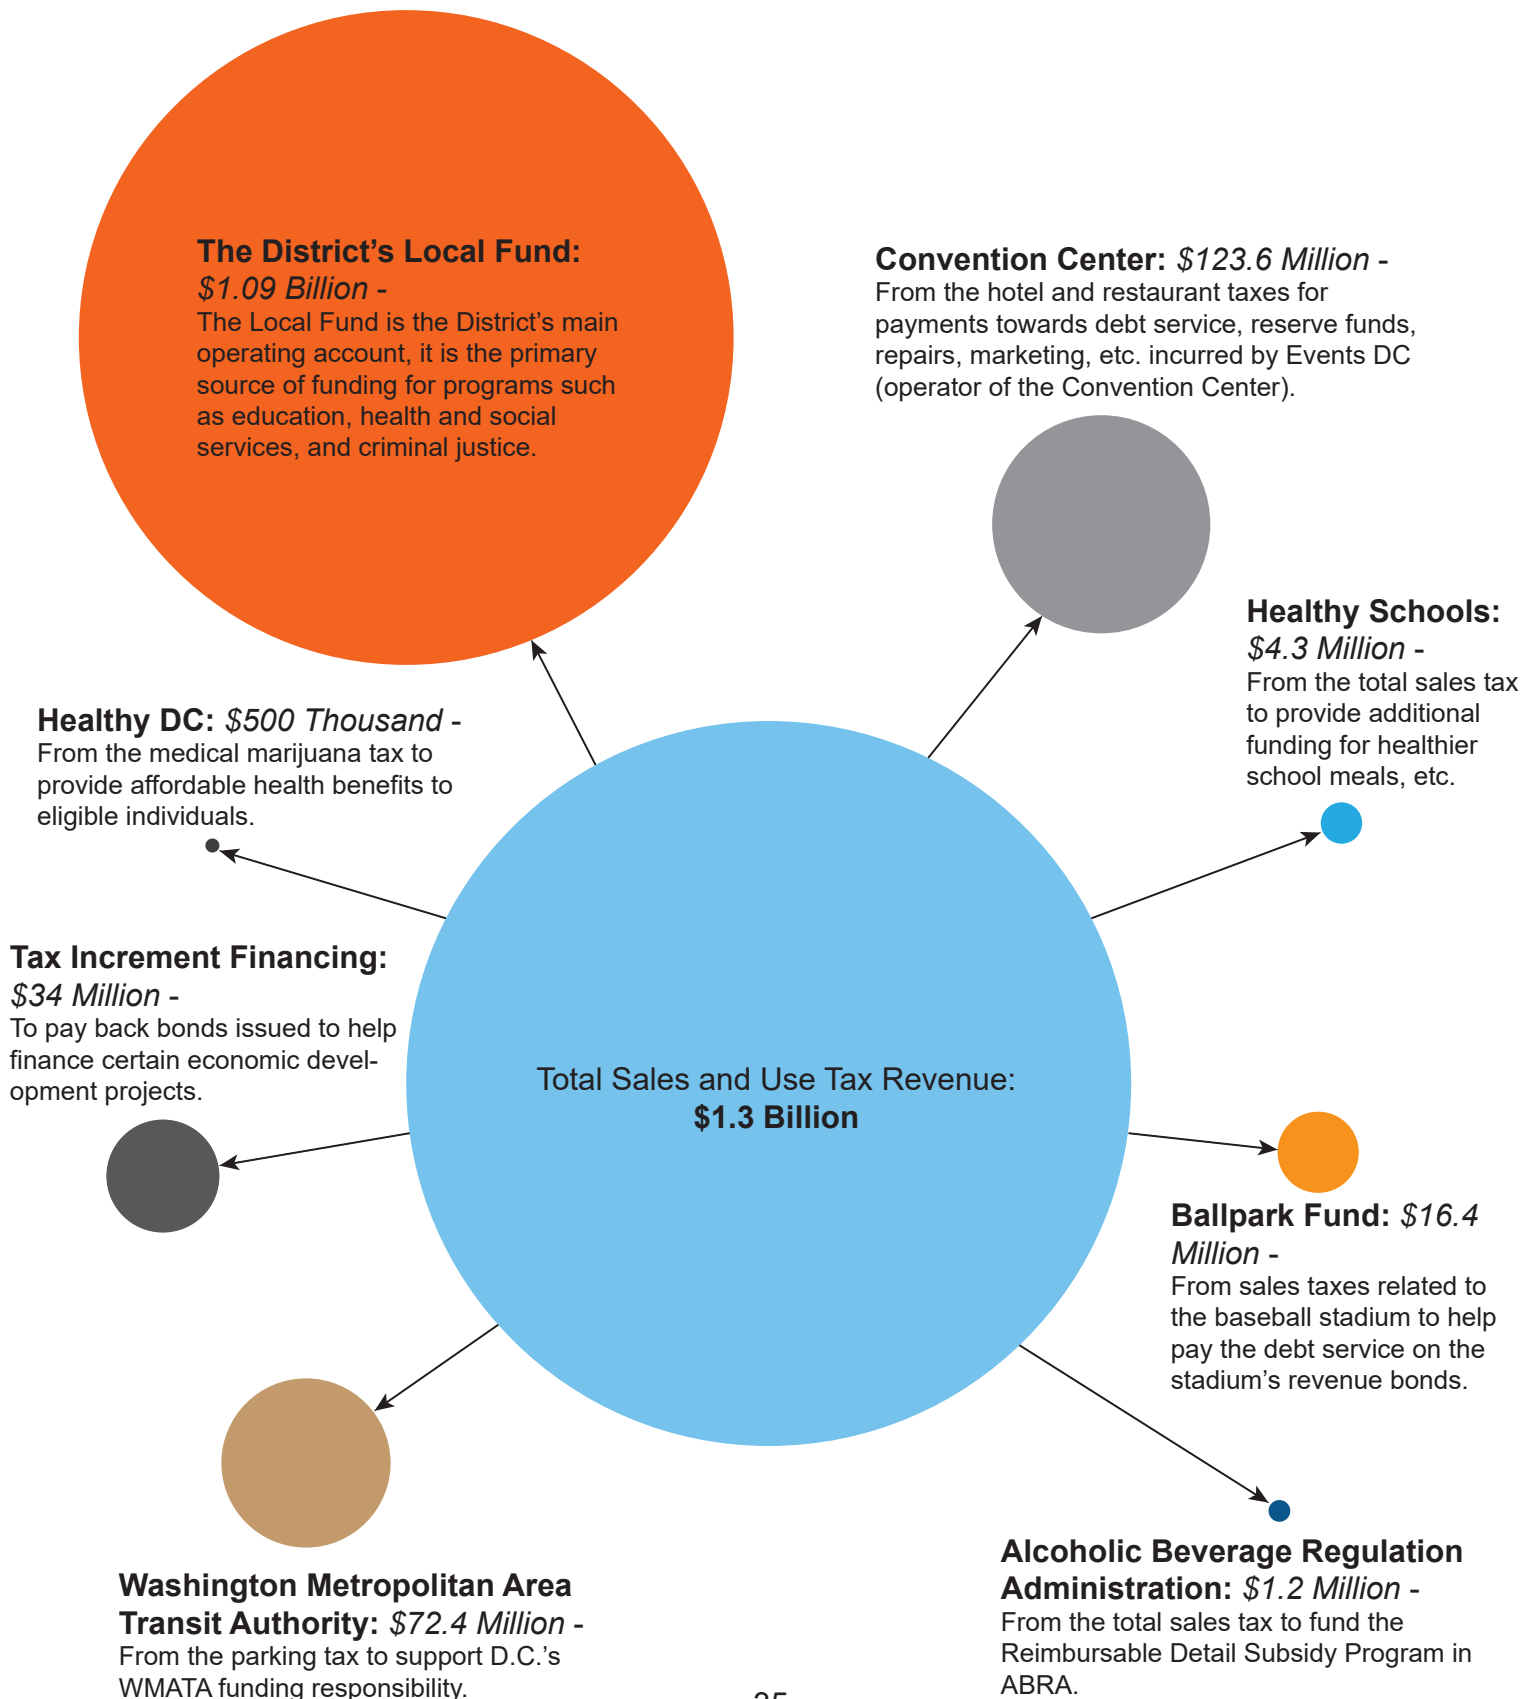 The District’s Local Fund:
$1.09 Billion -
The Local Fund is the District’s main
operating account, it is the primary
source of funding for programs such
as education, health and social
services, and criminal justice.
Convention Center: $123.6 Million -
From the hotel and restaurant taxes for
payments towards debt service, reserve funds,
repairs, marketing, etc. incurred by Events DC
(operator of the Convention Center).
Healthy Schools:
$4.3 Million -
From the total sales tax
to provide additional
funding for healthier
school meals, etc.
Healthy DC: $500 Thousand -
From the medical marijuana tax to
provide affordable health benefits to
eligible individuals.
Tax Increment Financing:
$34 Million -
To pay back bonds issued to help
finance certain economic devel-
opment projects.
Total Sales and Use Tax Revenue:
$1.3 Billion
Ballpark Fund: $16.4
Million -
From sales taxes related to
the baseball stadium to help
pay the debt service on the
stadium’s revenue bonds.
Washington Metropolitan Area
Transit Authority: $72.4 Million -
From the parking tax to support D.C.’s
WMATA funding responsibility.
Alcoholic Beverage Regulation
Administration: $1.2 Million -
From the total sales tax to fund the
Reimbursable Detail Subsidy Program in
ABRA.